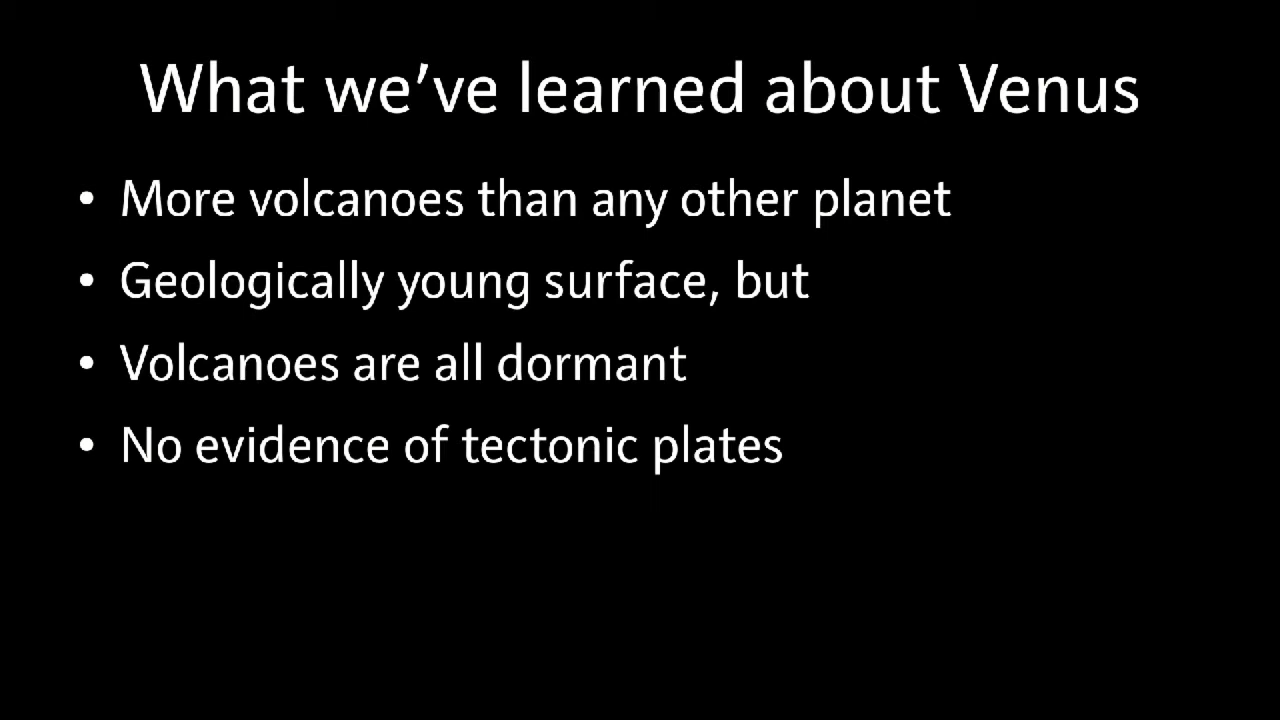 What we’ve learned about Venus
• More volcanoes than any other planet
• Geologically young surface, but
• Volcanoes are all dormant
• No evidence of tectonic plates